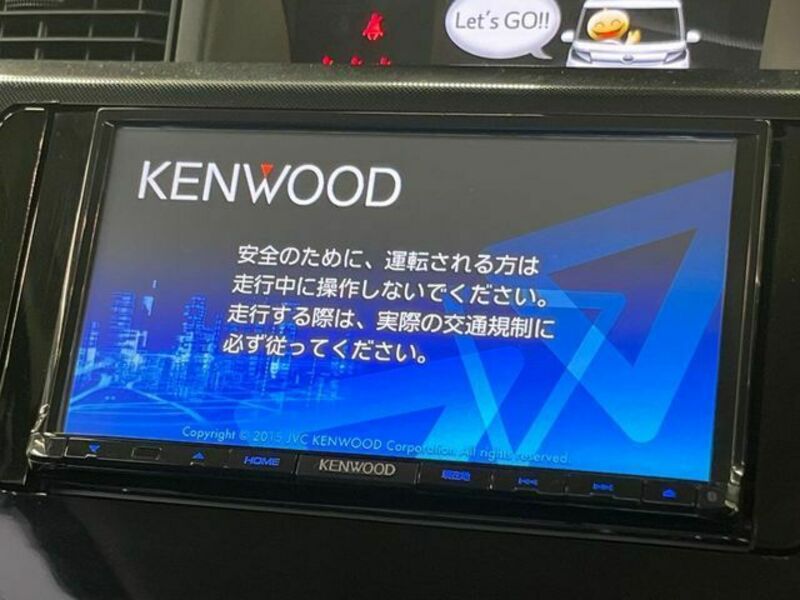 Let's GO!!
KENWOOD
安全のために、運転される方は
走行中に操作しないでください。
走行する際は、実際の交通規制に
必ず従ってください。
Copyright © 2015 JVC KENWOOD Corporation. All rights reserved.
HOME
KENWOOD
現在地